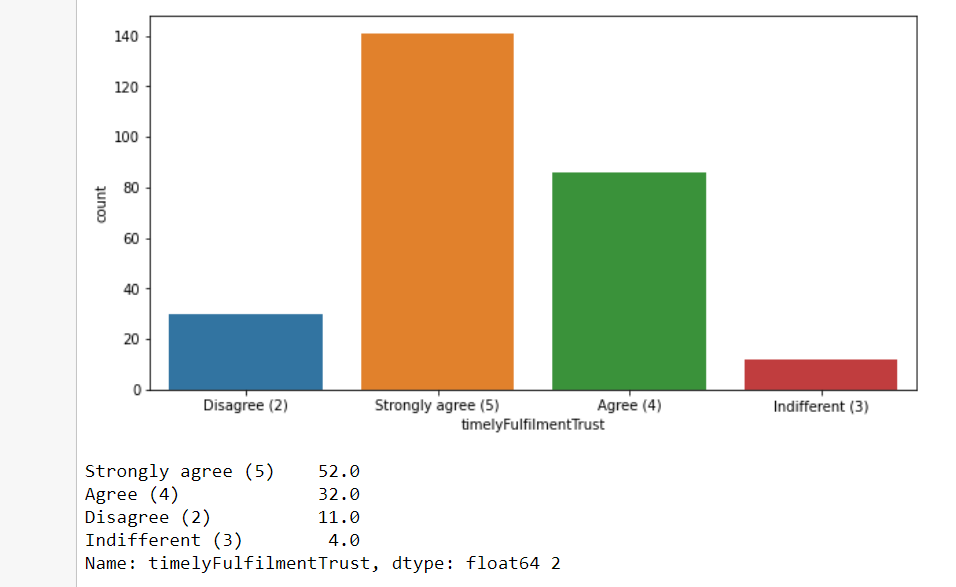 140
120
100
80
60
40
20
0
count
Disagree (2) Strongly agree (5) Agree (4) Indifferent (3)
timelyFulfilmentTrust
Strongly agree (5) 52.0
Agree (4) 32.0
Disagree (2) 11.0
Indifferent (3) 4.0
Name: timelyFulfilmentTrust, dtype: float64 2